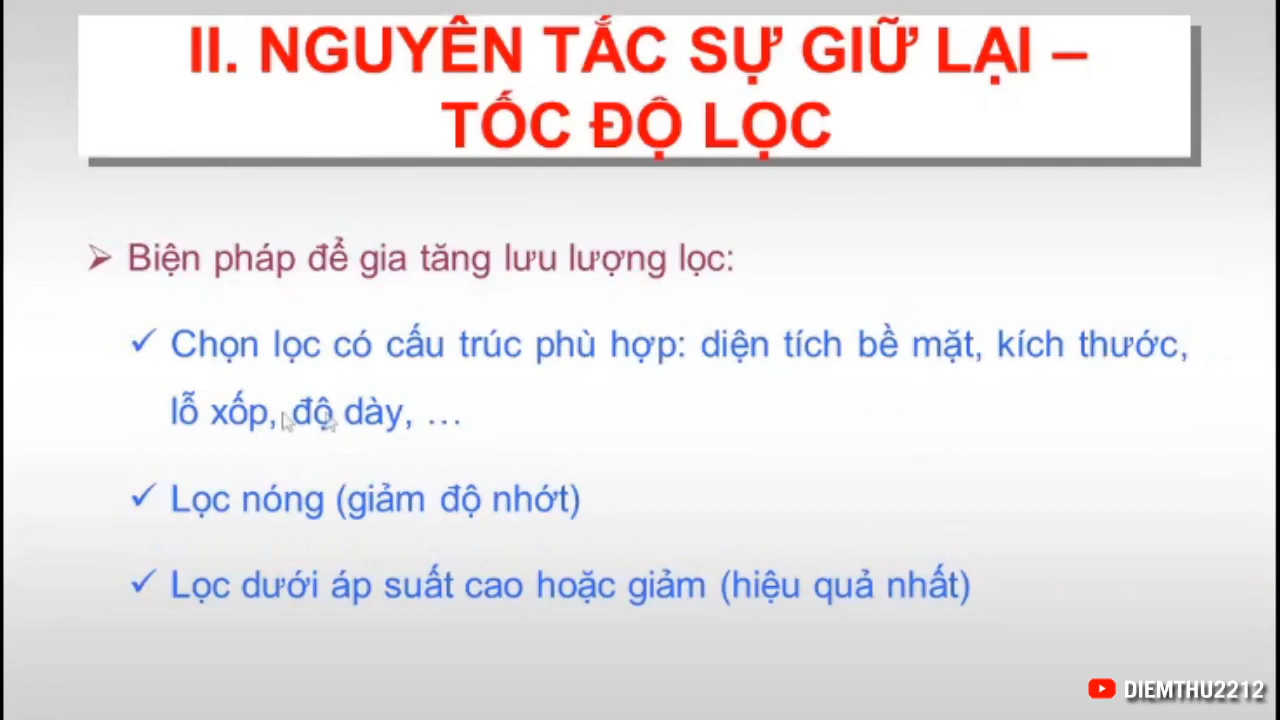 II. NGUYÊN TẮC SỰ GIỮ LẠI –
TỐC ĐỘ LỌC
Biện pháp để gia tăng lưu lượng lọc:
Chọn lọc có cấu trúc phù hợp: diện tích bề mặt, kích thước,
lỗ xốp, độ dày, ...
Lọc nóng (giảm độ nhớt)
Lọc dưới áp suất cao hoặc giảm (hiệu quả nhất)
DIEMTHU2212